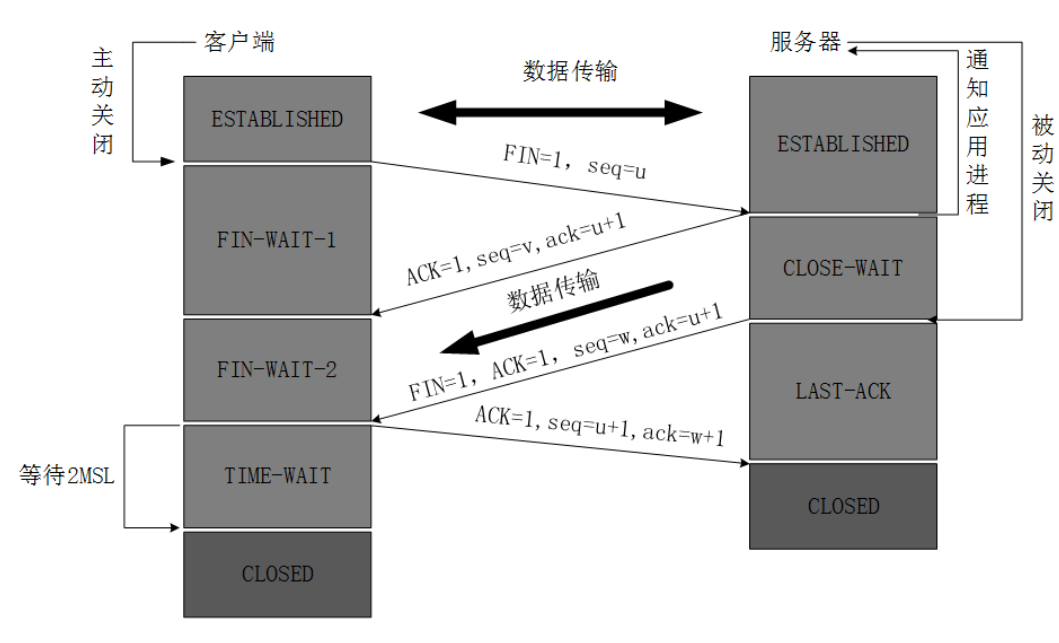 客户端
服务器
主动关闭
数据传输
通知应用进程
被动关闭
ESTABLISHED
ESTABLISHED
FIN=1, seq=u
FIN-WAIT-1
ACK=1,seq=v,ack=u+1
CLOSE-WAIT
数据传输
FIN=1, ACK=1, seq=w,ack=u+1
FIN-WAIT-2
LAST-ACK
ACK=1,seq=u+1,ack=w+1
等待2MSL
TIME-WAIT
CLOSED
CLOSED